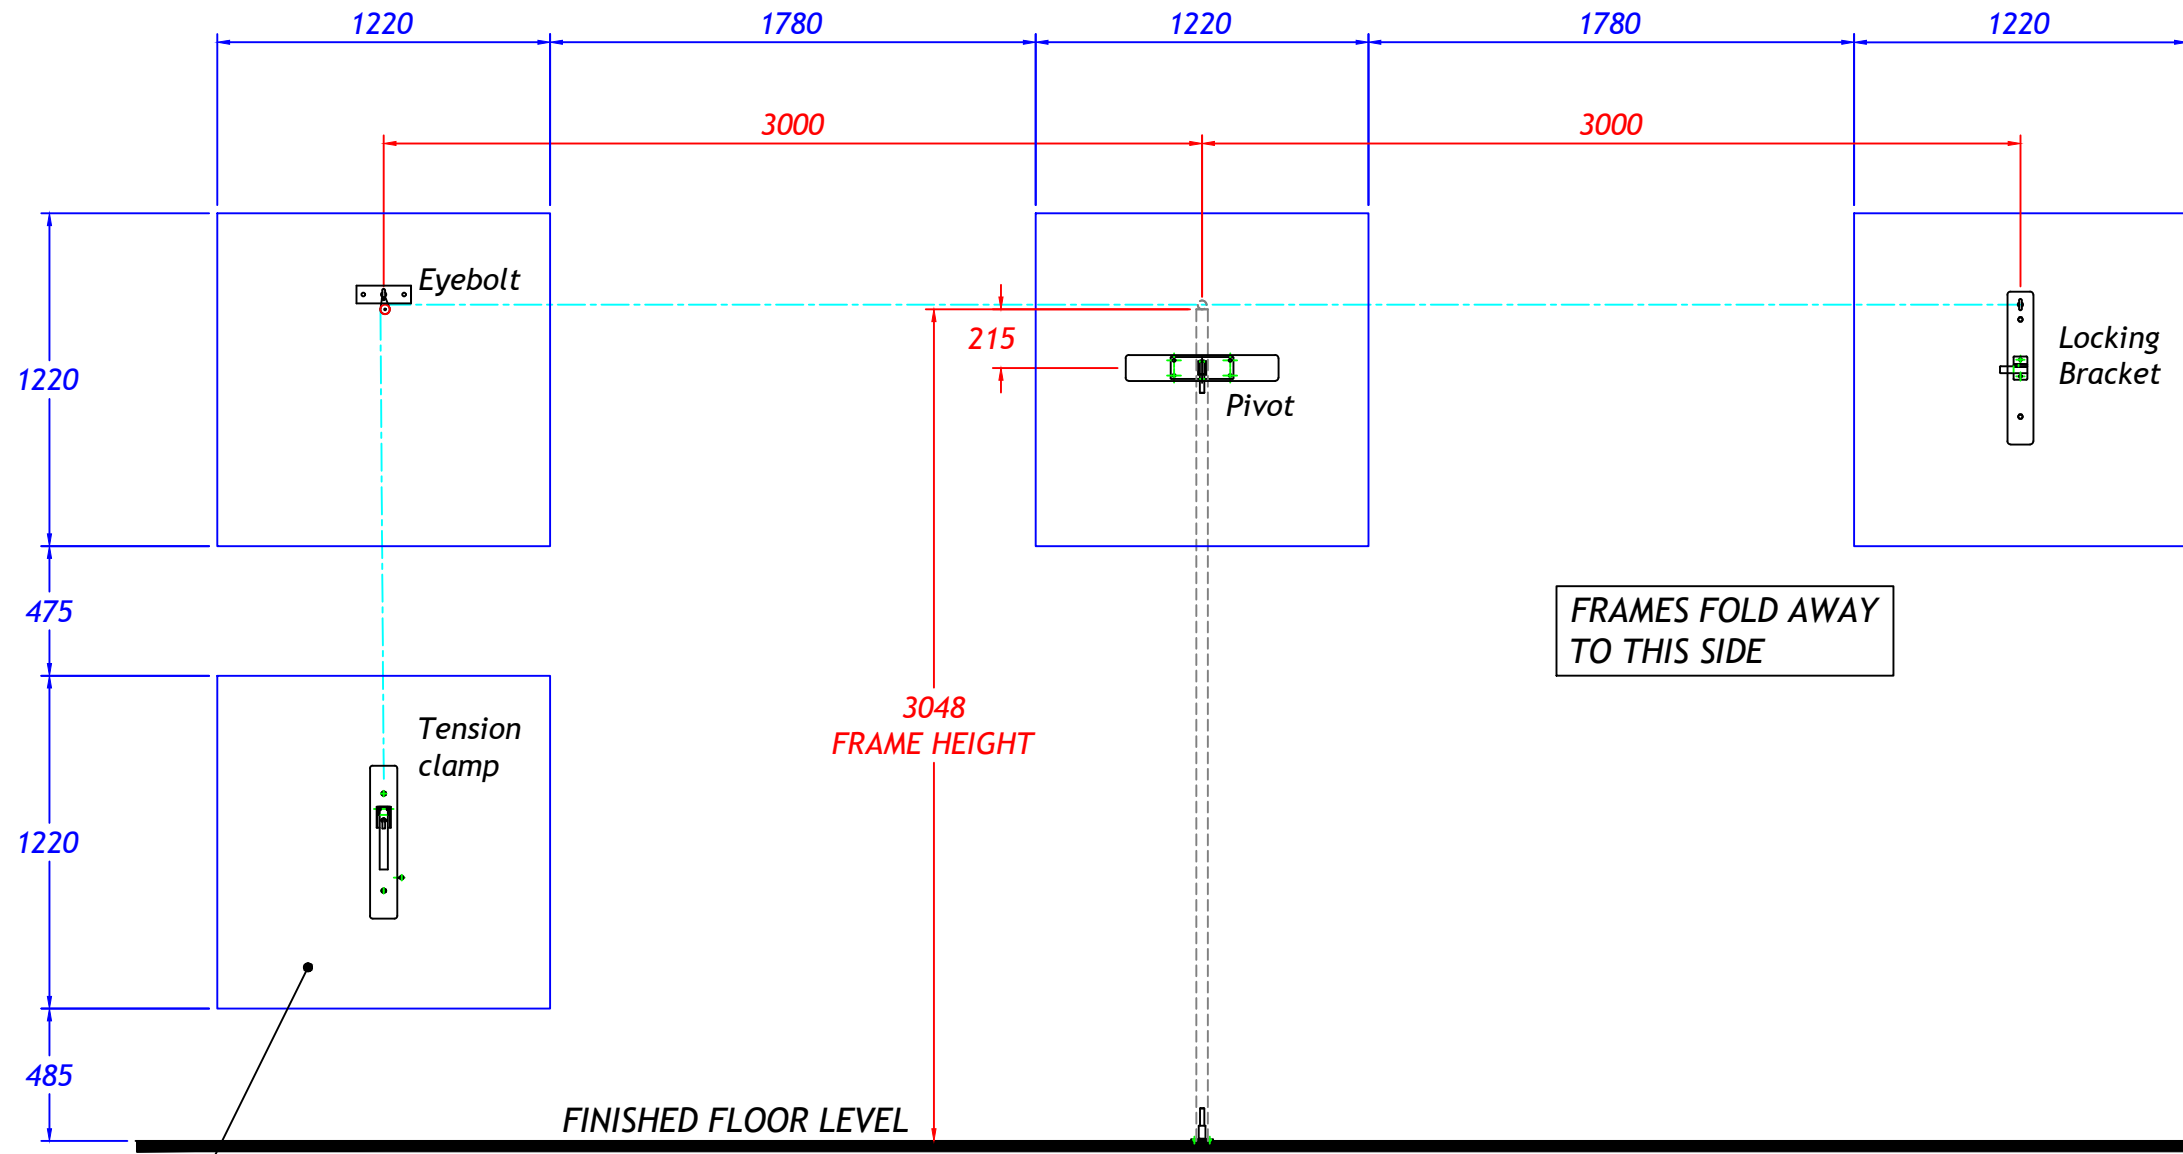 1220
1780
1220
1780
1220
3000
3000
Eyebolt
215
Locking
Bracket
1220
Pivot
475
FRAMES FOLD AWAY
TO THIS SIDE
3048
FRAME HEIGHT
Tension
clamp
1220
485
FINISHED FLOOR LEVEL